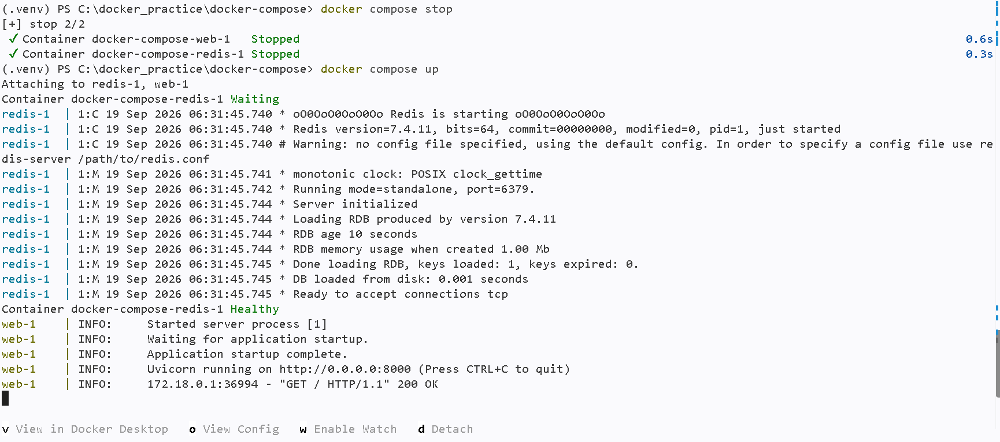 (.venv) PS C:\docker_practice\docker-compose> docker compose stop
[+] stop 2/2
✓ Container docker-compose-web-1   Stopped 0.6s
✓ Container docker-compose-redis-1 Stopped 0.3s
(.venv) PS C:\docker_practice\docker-compose> docker compose up
Attaching to redis-1, web-1
Container docker-compose-redis-1 Waiting
redis-1  | 1:C 19 Sep 2026 06:31:45.740 * oO0OoO0OoO0Oo Redis is starting oO0OoO0OoO0Oo
redis-1  | 1:C 19 Sep 2026 06:31:45.740 * Redis version=7.4.11, bits=64, commit=00000000, modified=0, pid=1, just started
redis-1  | 1:C 19 Sep 2026 06:31:45.740 # Warning: no config file specified, using the default config. In order to specify a config file use re
dis-server /path/to/redis.conf
redis-1  | 1:M 19 Sep 2026 06:31:45.741 * monotonic clock: POSIX clock_gettime
redis-1  | 1:M 19 Sep 2026 06:31:45.742 * Running mode=standalone, port=6379.
redis-1  | 1:M 19 Sep 2026 06:31:45.744 * Server initialized
redis-1  | 1:M 19 Sep 2026 06:31:45.744 * Loading RDB produced by version 7.4.11
redis-1  | 1:M 19 Sep 2026 06:31:45.744 * RDB age 10 seconds
redis-1  | 1:M 19 Sep 2026 06:31:45.744 * RDB memory usage when created 1.00 Mb
redis-1  | 1:M 19 Sep 2026 06:31:45.745 * Done loading RDB, keys loaded: 1, keys expired: 0.
redis-1  | 1:M 19 Sep 2026 06:31:45.745 * DB loaded from disk: 0.001 seconds
redis-1  | 1:M 19 Sep 2026 06:31:45.745 * Ready to accept connections tcp
Container docker-compose-redis-1 Healthy
web-1    | INFO:     Started server process [1]
web-1    | INFO:     Waiting for application startup.
web-1    | INFO:     Application startup complete.
web-1    | INFO:     Uvicorn running on http://0.0.0.0:8000 (Press CTRL+C to quit)
web-1    | INFO:     172.18.0.1:36994 - "GET / HTTP/1.1" 200 OK
v View in Docker Desktop   o View Config   w Enable Watch   d Detach